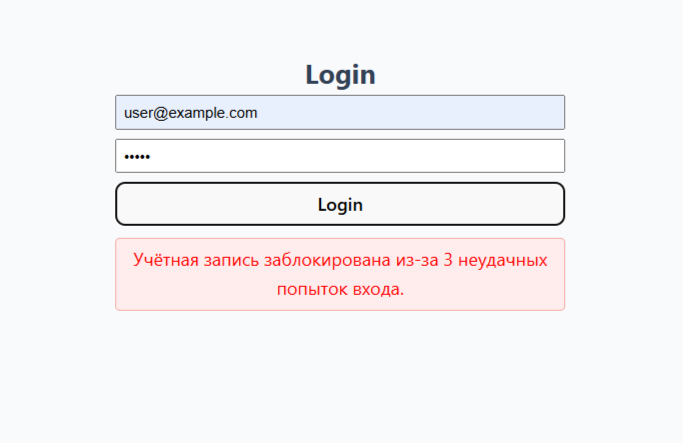 Login
user@example.com
•••••
Login
Учётная запись заблокирована из-за 3 неудачных
попыток входа.